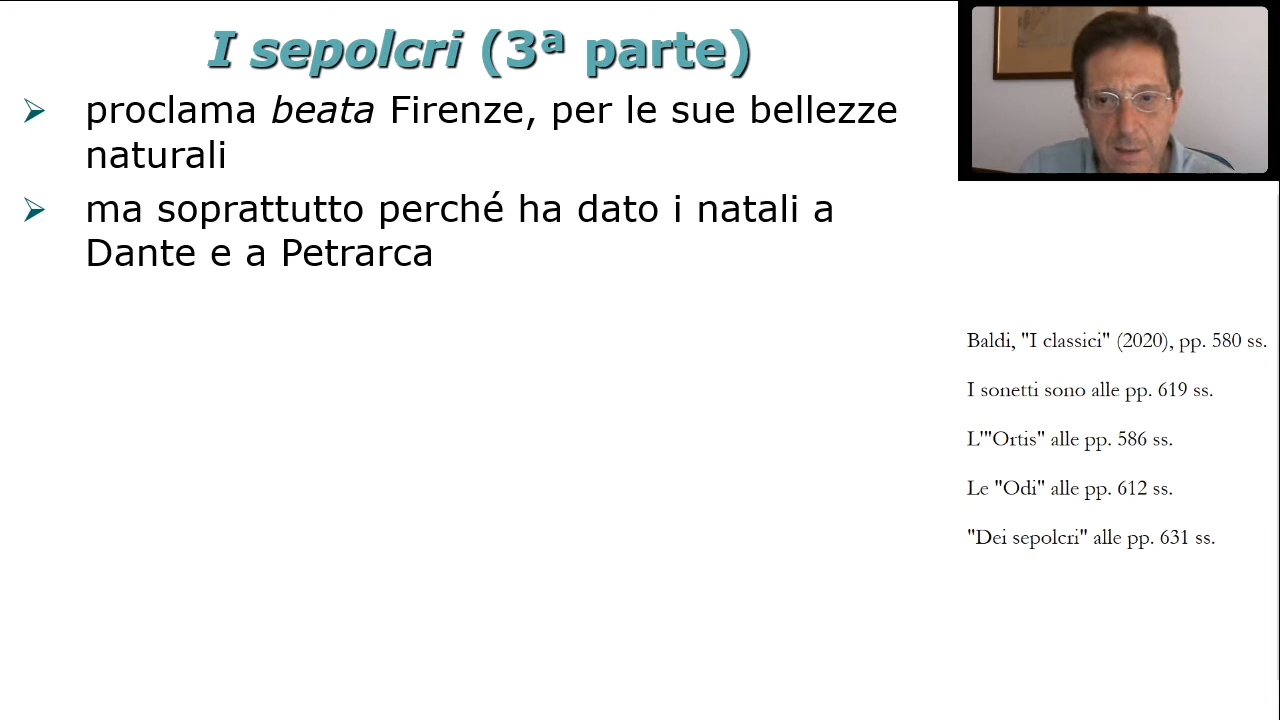 I sepolcri (3ª parte)
proclama beata Firenze, per le sue bellezze
naturali
ma soprattutto perché ha dato i natali a
Dante e a Petrarca
Baldi, "I classici" (2020), pp. 580 ss.
I sonetti sono alle pp. 619 ss.
L'"Ortis" alle pp. 586 ss.
Le "Odi" alle pp. 612 ss.
"Dei sepolcri" alle pp. 631 ss.